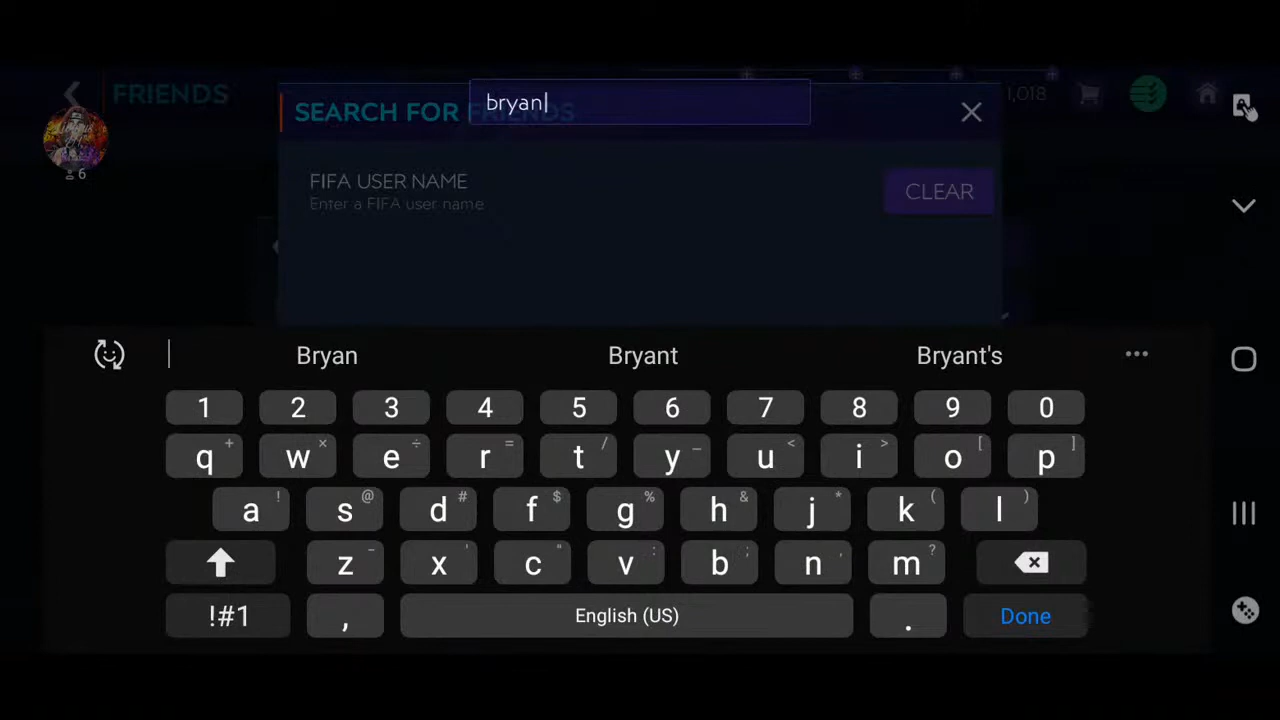 FRIENDS
bryan
1,018
SEARCH FOR FRIENDS
6
FIFA USER NAME
Enter a FIFA user name
CLEAR
Bryan Bryant Bryant's
1 2 3 4 5 6 7 8 9 0
q + w × e ÷ r = t / y _ u < i > o [ p ]
a ! s @ d # f $ g % h & j * k ( l )
z - x ' c " v : b ; n , m ?
!#1 , English (US) . Done